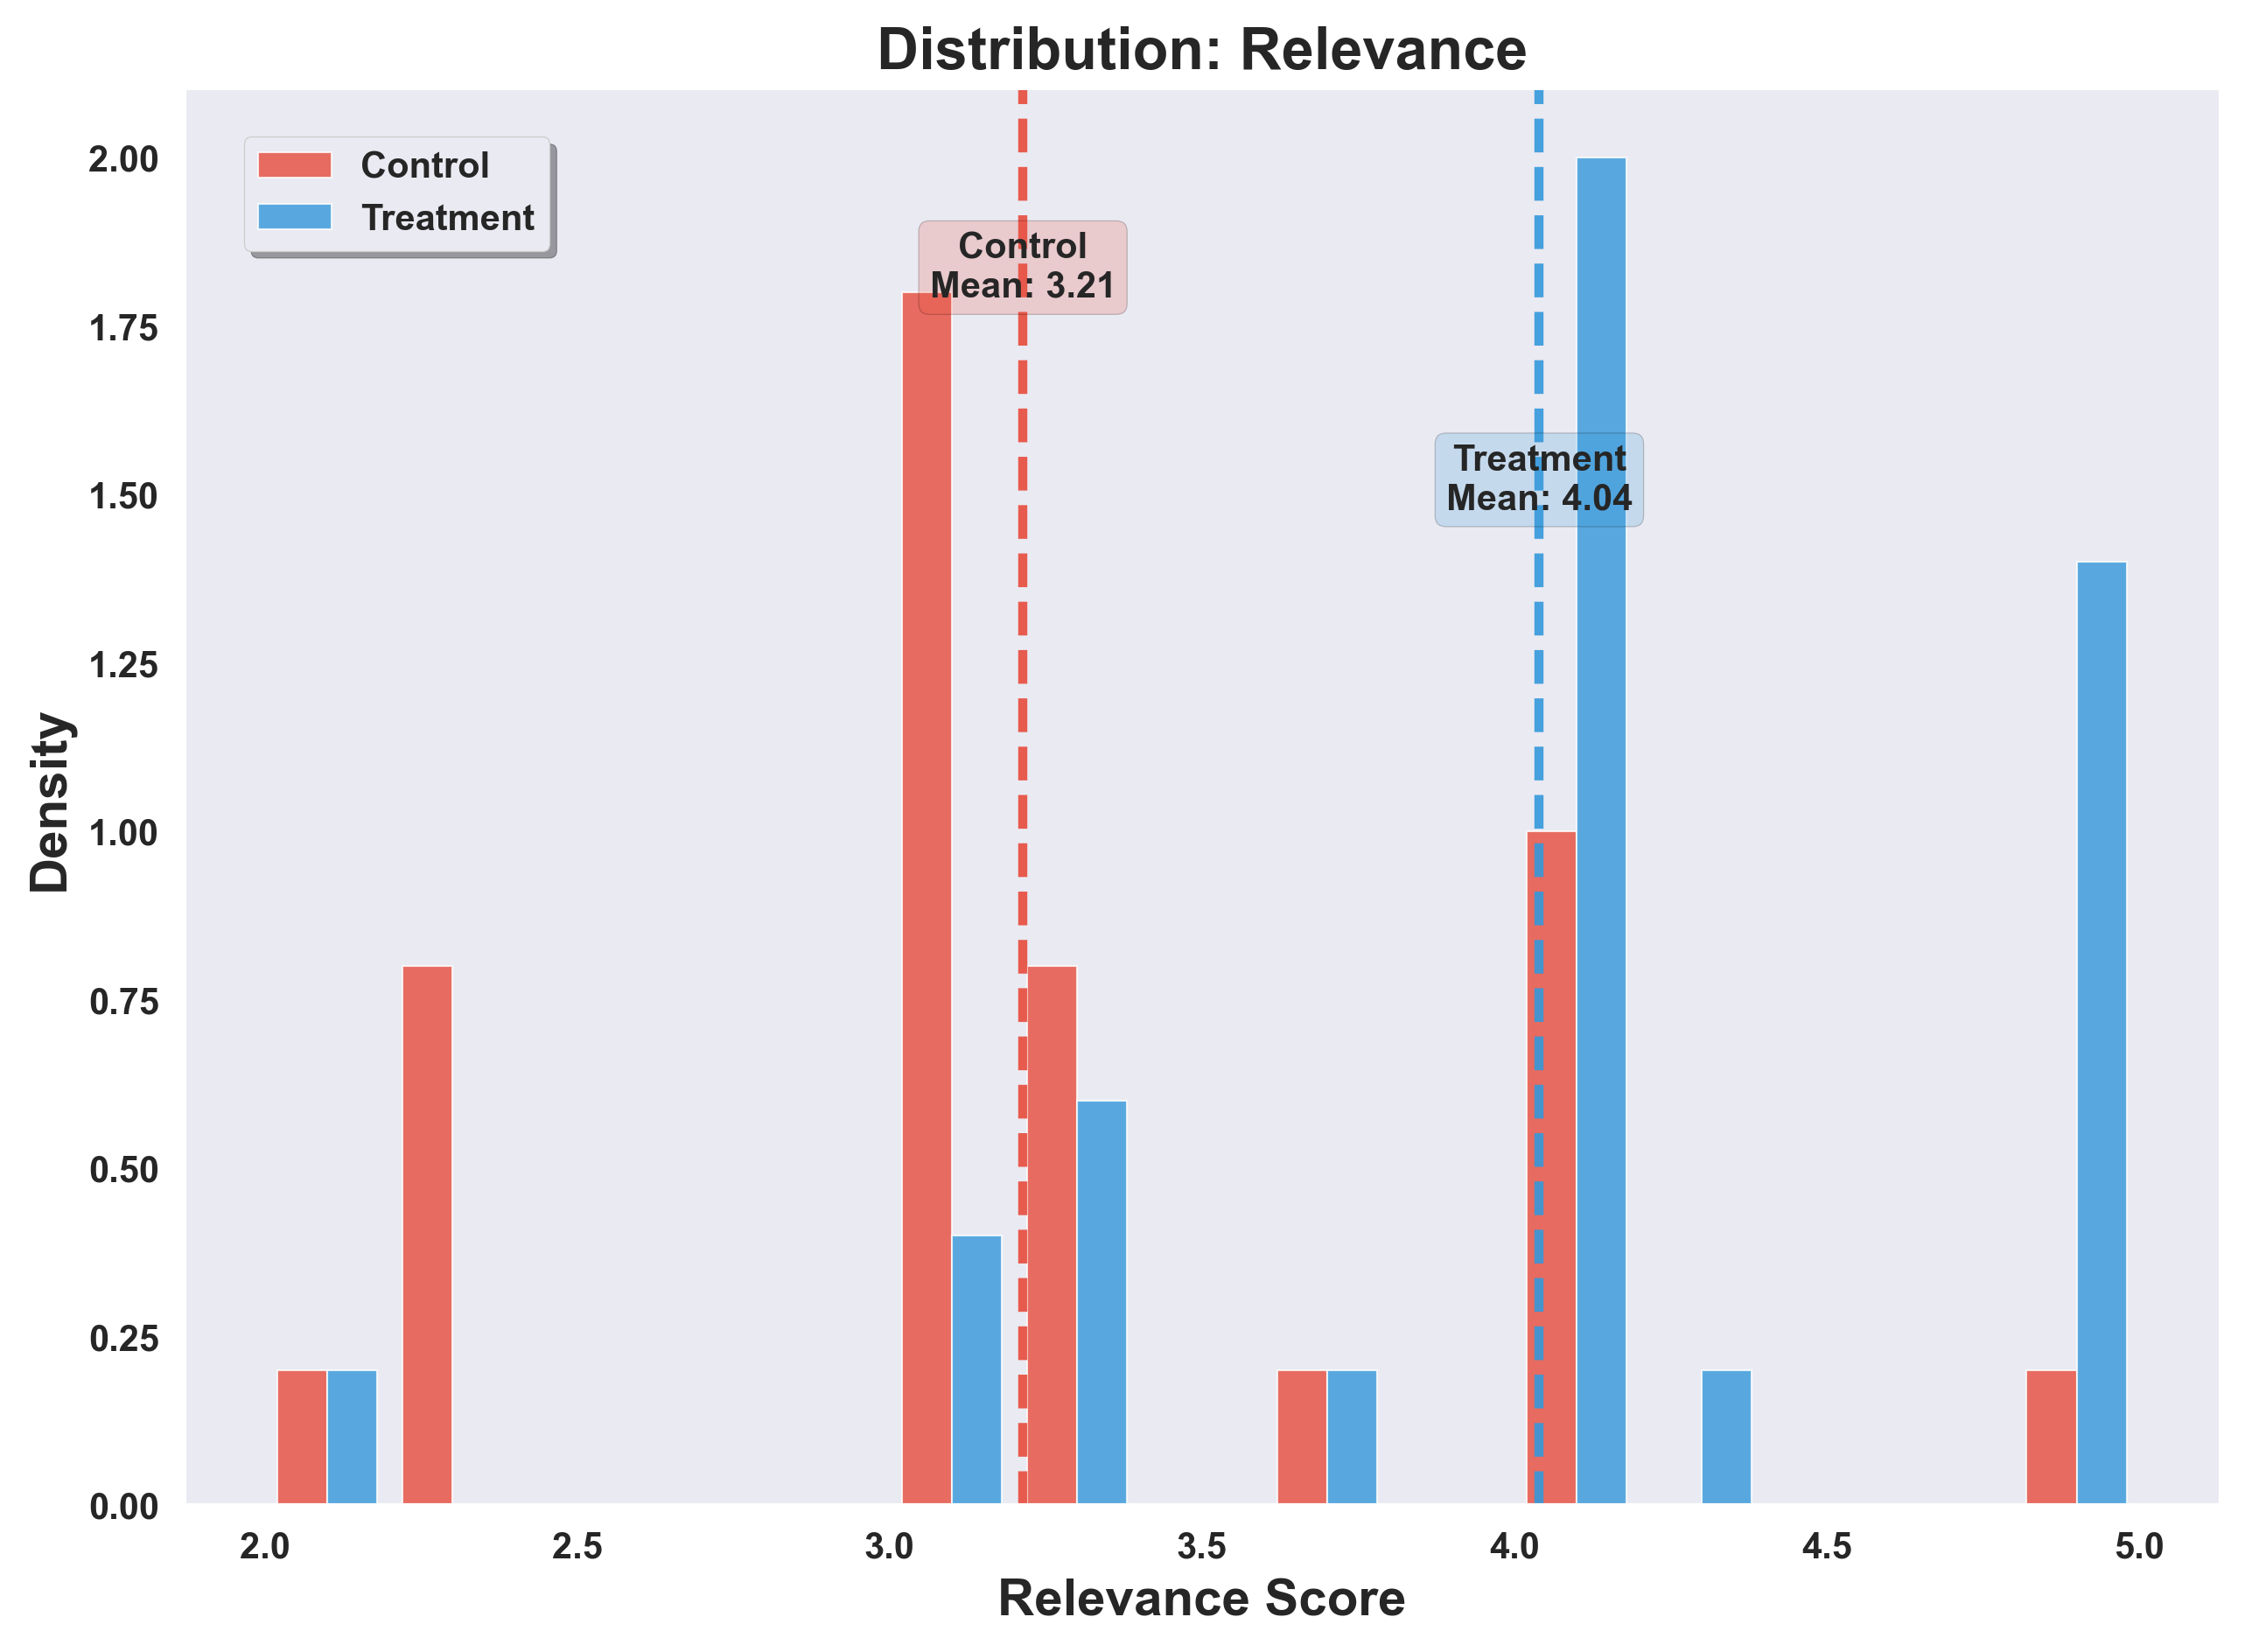 Distribution: Relevance
Control
Treatment
Control
Mean: 3.21
Treatment
Mean: 4.04
Density
2.00
1.75
1.50
1.25
1.00
0.75
0.50
0.25
0.00
2.0 2.5 3.0 3.5 4.0 4.5 5.0
Relevance Score